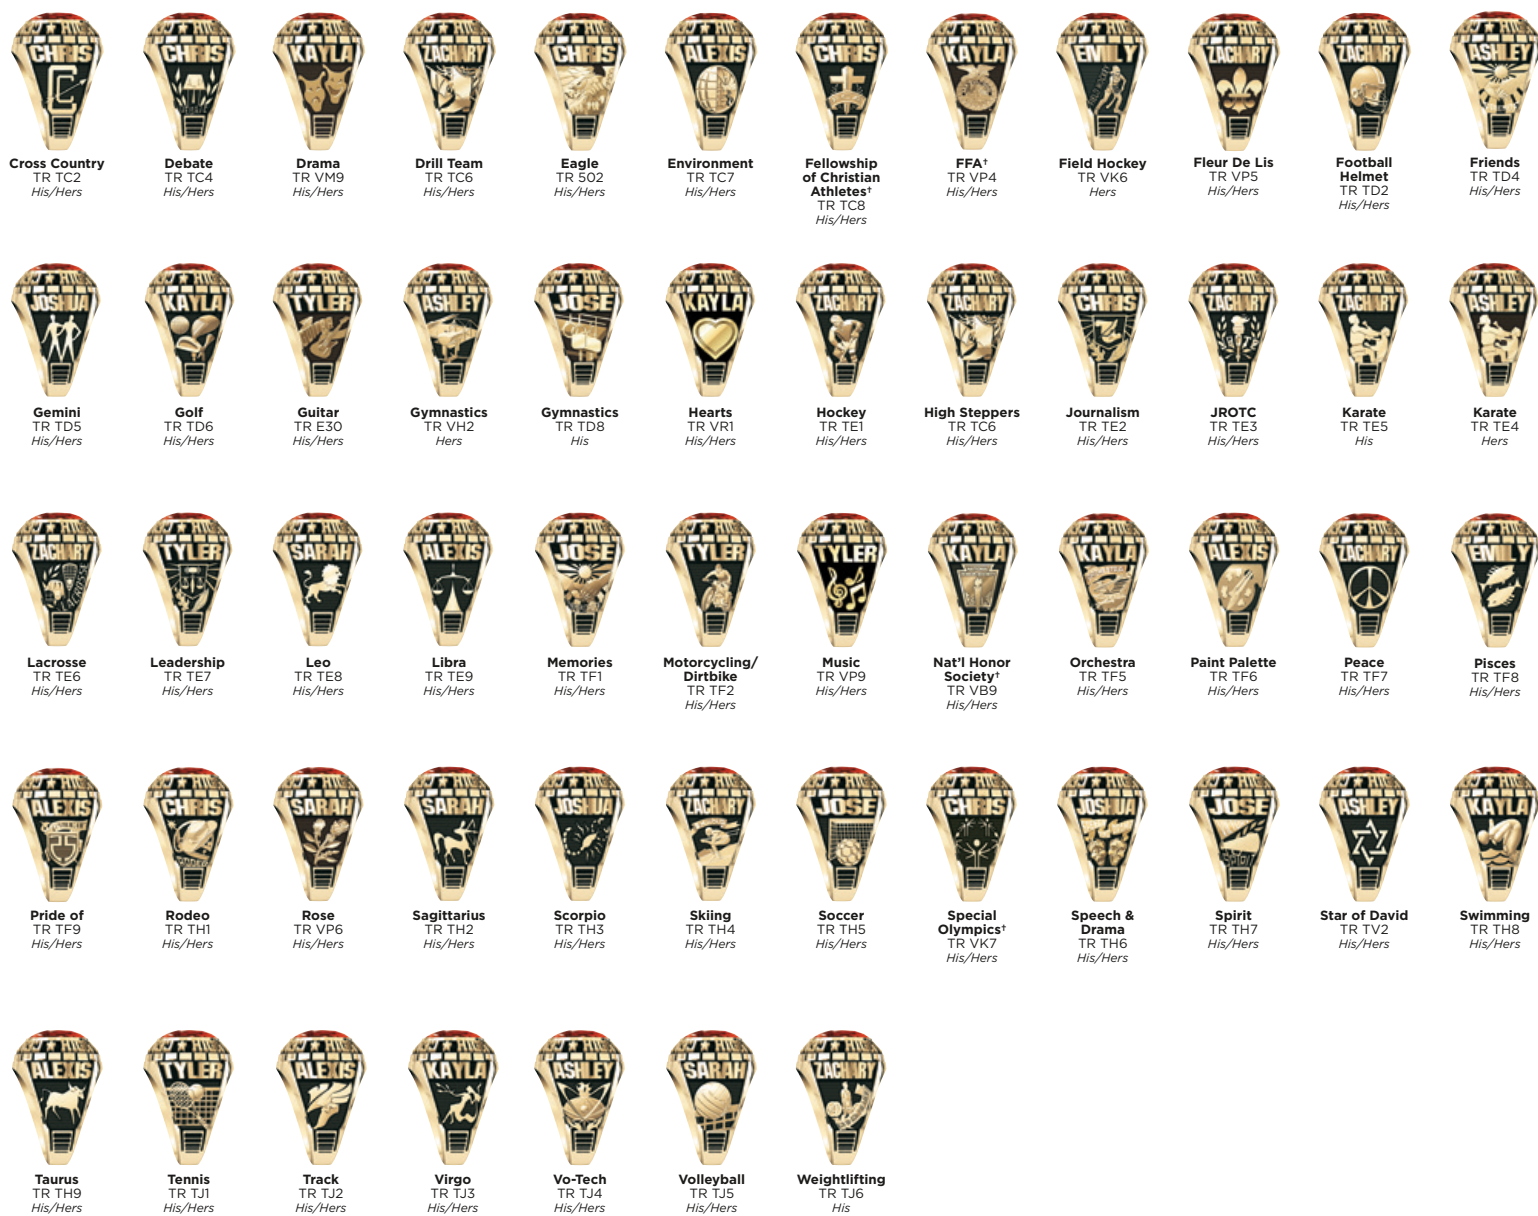 CHRIS CHRIS KAYLA ZACHARY CHRIS ALEXIS CHRIS KAYLA EMILY ZACHARY ZACHARY ASHLEY
Cross Country
TR TC2
His/Hers
Debate
TR TC4
His/Hers
Drama
TR VM9
His/Hers
Drill Team
TR TC6
His/Hers
Eagle
TR 502
His/Hers
Environment
TR TC7
His/Hers
Fellowship
of Christian
Athletes†
TR TC8
His/Hers
FFA†
TR VP4
His/Hers
Field Hockey
TR VK6
Hers
Fleur De Lis
TR VP5
His/Hers
Football
Helmet
TR TD2
His/Hers
Friends
TR TD4
His/Hers
JOSHUA KAYLA TYLER ASHLEY JOSE KAYLA ZACHARY ZACHARY CHRIS ZACHARY ZACHARY ASHLEY
Gemini
TR TD5
His/Hers
Golf
TR TD6
His/Hers
Guitar
TR E30
His/Hers
Gymnastics
TR VH2
Hers
Gymnastics
TR TD8
His
Hearts
TR VR1
His/Hers
Hockey
TR TE1
His/Hers
High Steppers
TR TC6
His/Hers
Journalism
TR TE2
His/Hers
JROTC
TR TE3
His/Hers
Karate
TR TE5
His
Karate
TR TE4
Hers
ZACHARY TYLER SARAH ALEXIS JOSE TYLER TYLER KAYLA KAYLA ALEXIS ZACHARY EMILY
LACROSSE
Lacrosse
TR TE6
His/Hers
Leadership
TR TE7
His/Hers
Leo
TR TE8
His/Hers
Libra
TR TE9
His/Hers
Memories
TR TF1
His/Hers
Motorcycling/
Dirtbike
TR TF2
His/Hers
Music
TR VP9
His/Hers
Nat'l Honor
Society†
TR VB9
His/Hers
Orchestra
TR TF5
His/Hers
Paint Palette
TR TF6
His/Hers
Peace
TR TF7
His/Hers
Pisces
TR TF8
His/Hers
ALEXIS CHRIS SARAH SARAH JOSHUA ZACHARY JOSE CHRIS JOSHUA JOSE ASHLEY KAYLA
RODEO
SPIRIT
Pride of
TR TF9
His/Hers
Rodeo
TR TH1
His/Hers
Rose
TR VP6
His/Hers
Sagittarius
TR TH2
His/Hers
Scorpio
TR TH3
His/Hers
Skiing
TR TH4
His/Hers
Soccer
TR TH5
His/Hers
Special
Olympics†
TR VK7
His/Hers
Speech &
Drama
TR TH6
His/Hers
Spirit
TR TH7
His/Hers
Star of David
TR TV2
His/Hers
Swimming
TR TH8
His/Hers
ALEXIS TYLER ALEXIS KAYLA ASHLEY SARAH ZACHARY
Taurus
TR TH9
His/Hers
Tennis
TR TJ1
His/Hers
Track
TR TJ2
His/Hers
Virgo
TR TJ3
His/Hers
Vo-Tech
TR TJ4
His/Hers
Volleyball
TR TJ5
His/Hers
Weightlifting
TR TJ6
His